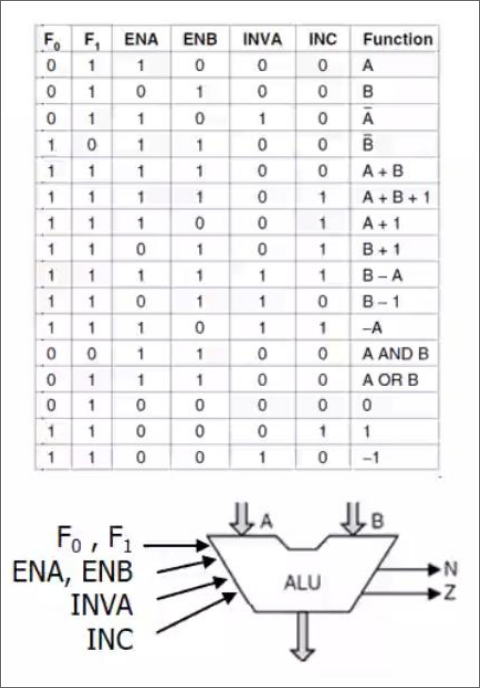 F₀ F₁ ENA ENB INVA INC Function
0 1 1 0 0 0 A
0 1 0 1 0 0 B
0 1 1 0 1 0 A̅
1 0 1 1 0 0 B̅
1 1 1 1 0 0 A + B
1 1 1 1 0 1 A + B + 1
1 1 1 0 0 1 A + 1
1 1 0 1 0 1 B + 1
1 1 1 1 1 1 B − A
1 1 0 1 1 0 B − 1
1 1 1 0 1 1 −A
0 0 1 1 0 0 A AND B
0 1 1 1 0 0 A OR B
0 1 0 0 0 0 0
1 1 0 0 0 1 1
1 1 0 0 1 0 −1
A B
F₀ , F₁
ENA, ENB
INVA
INC
ALU
N
Z